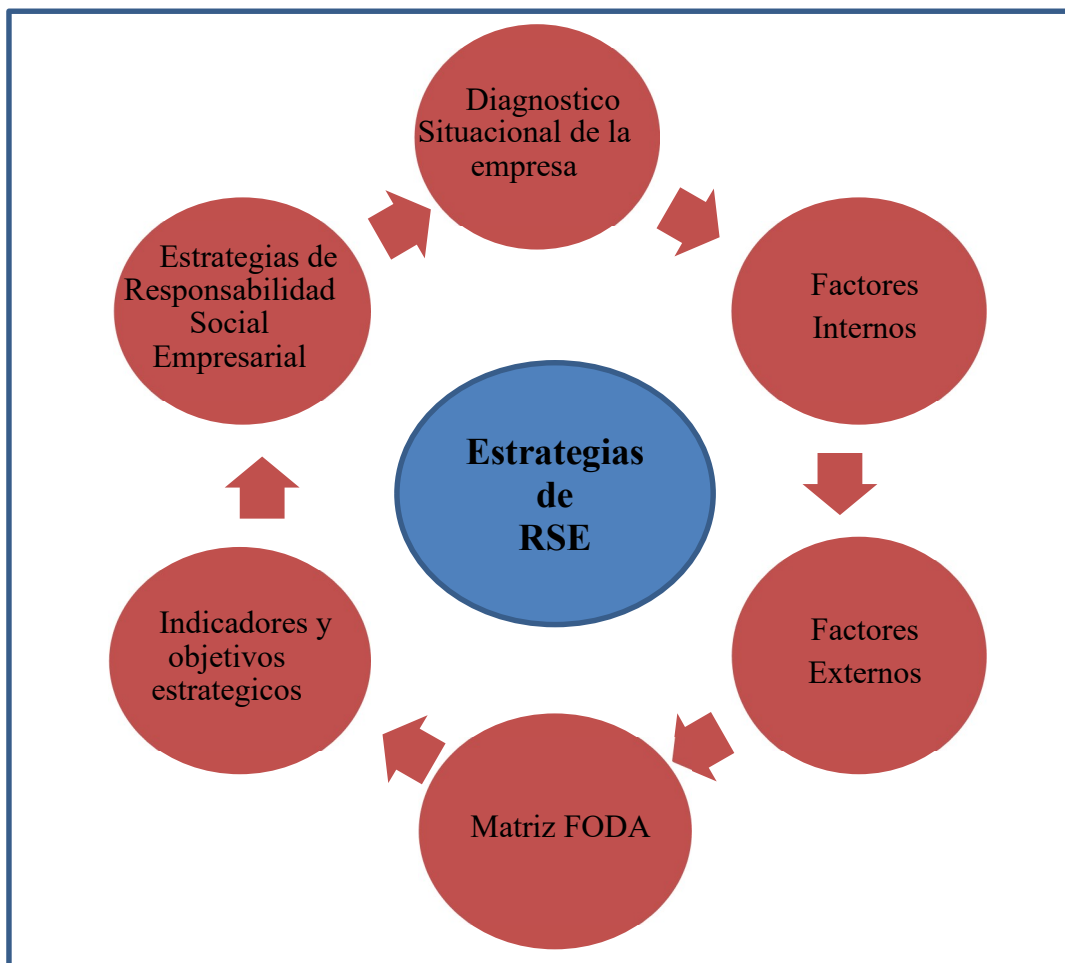 Diagnostico
Situacional de la
empresa
Factores
Internos
Factores
Externos
Matriz FODA
Indicadores y
objetivos
estrategicos
Estrategias de
Responsabilidad
Social
Empresarial
Estrategias
de
RSE